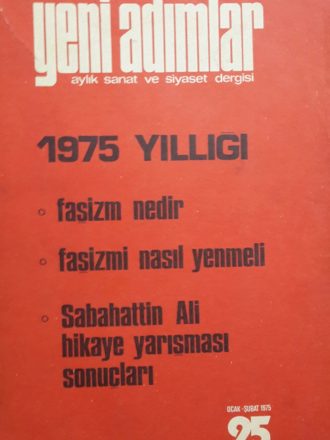 yeni adımlar
aylık sanat ve siyaset dergisi
1975 YILLIĞI
faşizm nedir
faşizmi nasıl yenmeli
Sabahattin Ali
hikaye yarışması
sonuçları
OCAK-ŞUBAT 1975
25